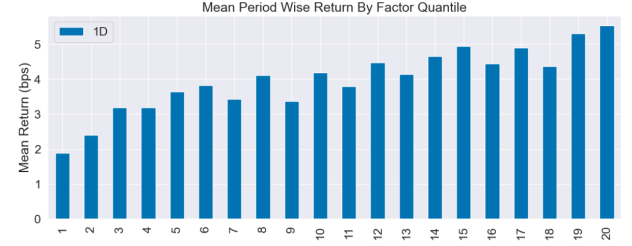 Mean Period Wise Return By Factor Quantile
1D
Mean Return (bps)
5
4
3
2
1
0
1 2 3 4 5 6 7 8 9 10 11 12 13 14 15 16 17 18 19 20